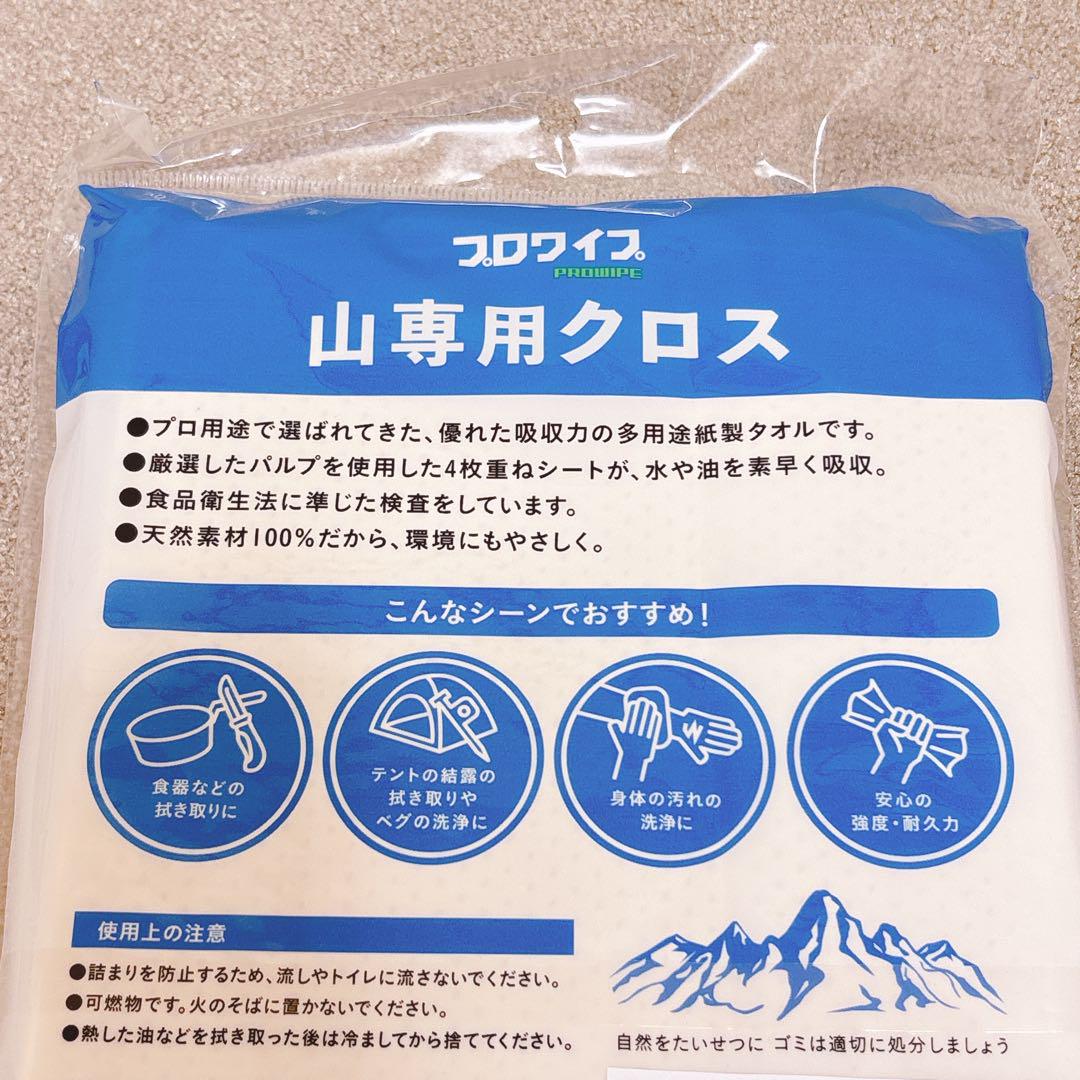 プロワイプ
PROWIPE
山専用クロス
●プロ用途で選ばれてきた、優れた吸収力の多用途紙製タオルです。
●厳選したパルプを使用した4枚重ねシートが、水や油を素早く吸収。
●食品衛生法に準じた検査をしています。
●天然素材100%だから、環境にもやさしく。
こんなシーンでおすすめ!
食器などの
拭き取りに
テントの結露の
拭き取りや
ペグの洗浄に
身体の汚れの
洗浄に
安心の
強度・耐久力
使用上の注意
●詰まりを防止するため、流しやトイレに流さないでください。
●可燃物です。火のそばに置かないでください。
●熱した油などを拭き取った後は冷ましてから捨ててください。
自然をたいせつに ゴミは適切に処分しましょう